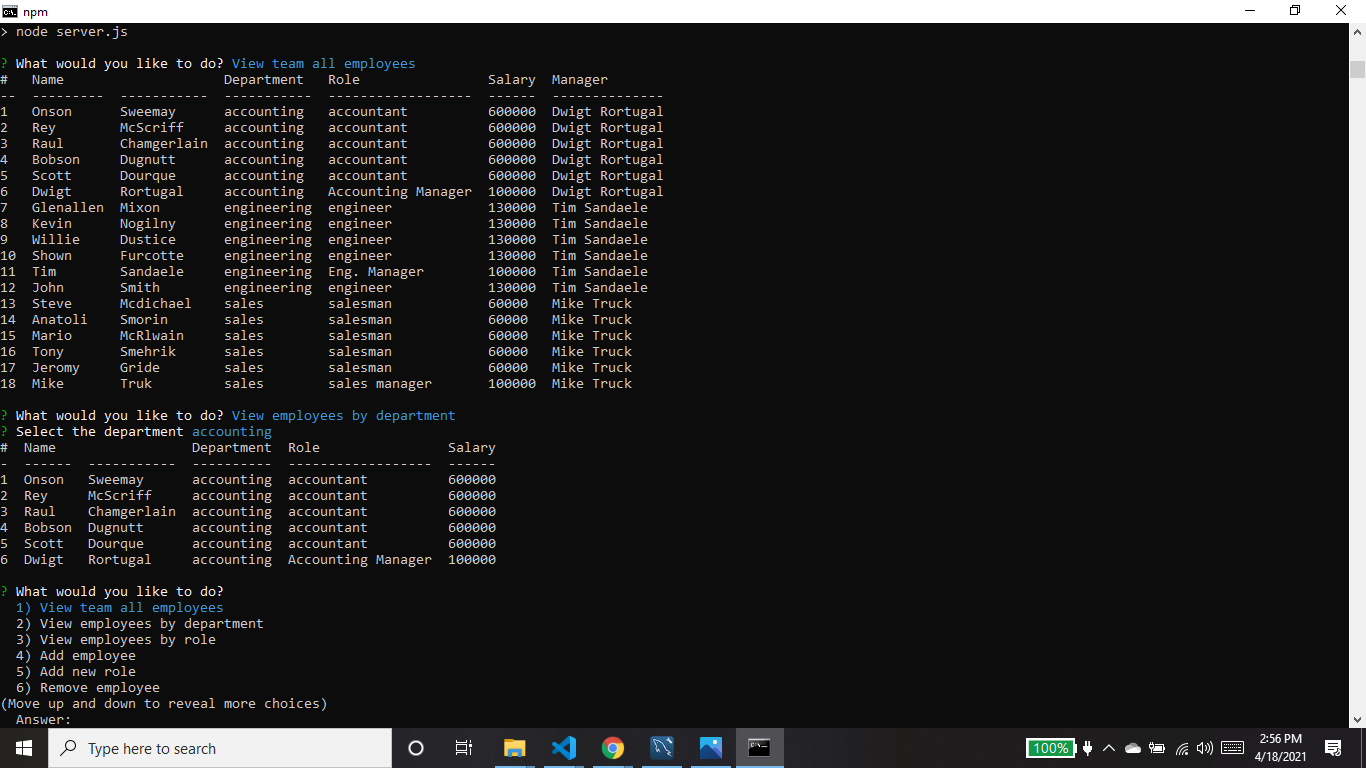 npm
> node server.js
? What would you like to do? View team all employees
#   Name                    Department   Role                Salary  Manager
--  ---------  -----------  -----------  ------------------  ------  --------------
1   Onson      Sweemay      accounting   accountant          600000  Dwigt Rortugal
2   Rey        McScriff     accounting   accountant          600000  Dwigt Rortugal
3   Raul       Chamgerlain  accounting   accountant          600000  Dwigt Rortugal
4   Bobson     Dugnutt      accounting   accountant          600000  Dwigt Rortugal
5   Scott      Dourque      accounting   accountant          600000  Dwigt Rortugal
6   Dwigt      Rortugal     accounting   Accounting Manager  100000  Dwigt Rortugal
7   Glenallen  Mixon        engineering  engineer            130000  Tim Sandaele
8   Kevin      Nogilny      engineering  engineer            130000  Tim Sandaele
9   Willie     Dustice      engineering  engineer            130000  Tim Sandaele
10  Shown      Furcotte     engineering  engineer            130000  Tim Sandaele
11  Tim        Sandaele     engineering  Eng. Manager        100000  Tim Sandaele
12  John       Smith        engineering  engineer            130000  Tim Sandaele
13  Steve      Mcdichael    sales        salesman            60000   Mike Truck
14  Anatoli    Smorin       sales        salesman            60000   Mike Truck
15  Mario      McRlwain     sales        salesman            60000   Mike Truck
16  Tony       Smehrik      sales        salesman            60000   Mike Truck
17  Jeromy     Gride        sales        salesman            60000   Mike Truck
18  Mike       Truk         sales        sales manager       100000  Mike Truck
? What would you like to do? View employees by department
? Select the department accounting
#  Name                 Department  Role                Salary
-  ------  -----------  ----------  ------------------  ------
1  Onson   Sweemay      accounting  accountant          600000
2  Rey     McScriff     accounting  accountant          600000
3  Raul    Chamgerlain  accounting  accountant          600000
4  Bobson  Dugnutt      accounting  accountant          600000
5  Scott   Dourque      accounting  accountant          600000
6  Dwigt   Rortugal     accounting  Accounting Manager  100000
? What would you like to do?
1) View team all employees
2) View employees by department
3) View employees by role
4) Add employee
5) Add new role
6) Remove employee
(Move up and down to reveal more choices)
Answer:
Type here to search
100%
2:56 PM
4/18/2021